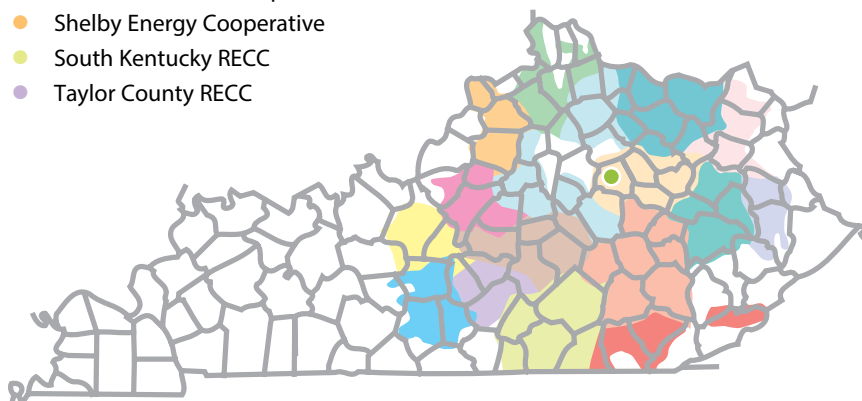 Shelby Energy Cooperative
South Kentucky RECC
Taylor County RECC